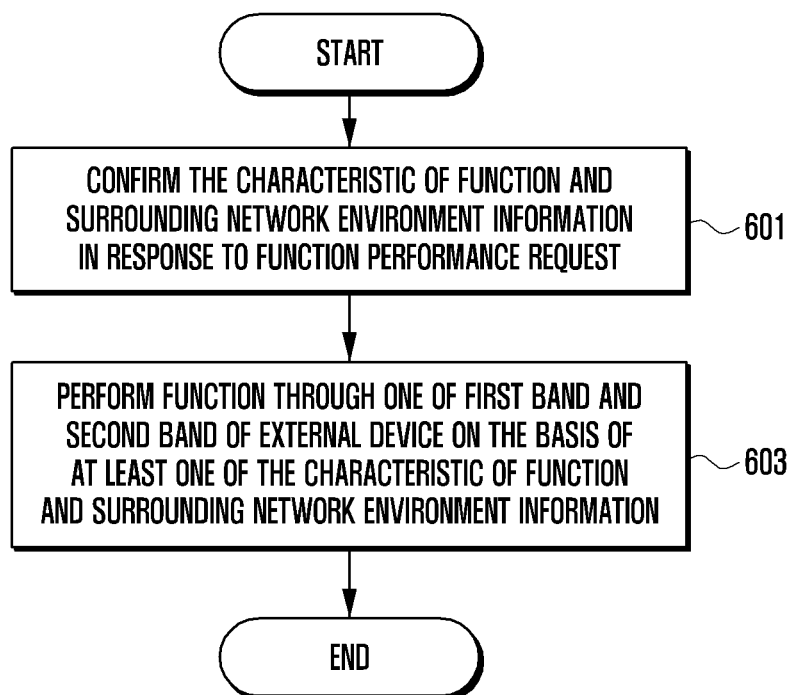 START
CONFIRM THE CHARACTERISTIC OF FUNCTION AND
SURROUNDING NETWORK ENVIRONMENT INFORMATION
IN RESPONSE TO FUNCTION PERFORMANCE REQUEST
601
PERFORM FUNCTION THROUGH ONE OF FIRST BAND AND
SECOND BAND OF EXTERNAL DEVICE ON THE BASIS OF
AT LEAST ONE OF THE CHARACTERISTIC OF FUNCTION
AND SURROUNDING NETWORK ENVIRONMENT INFORMATION
603
END